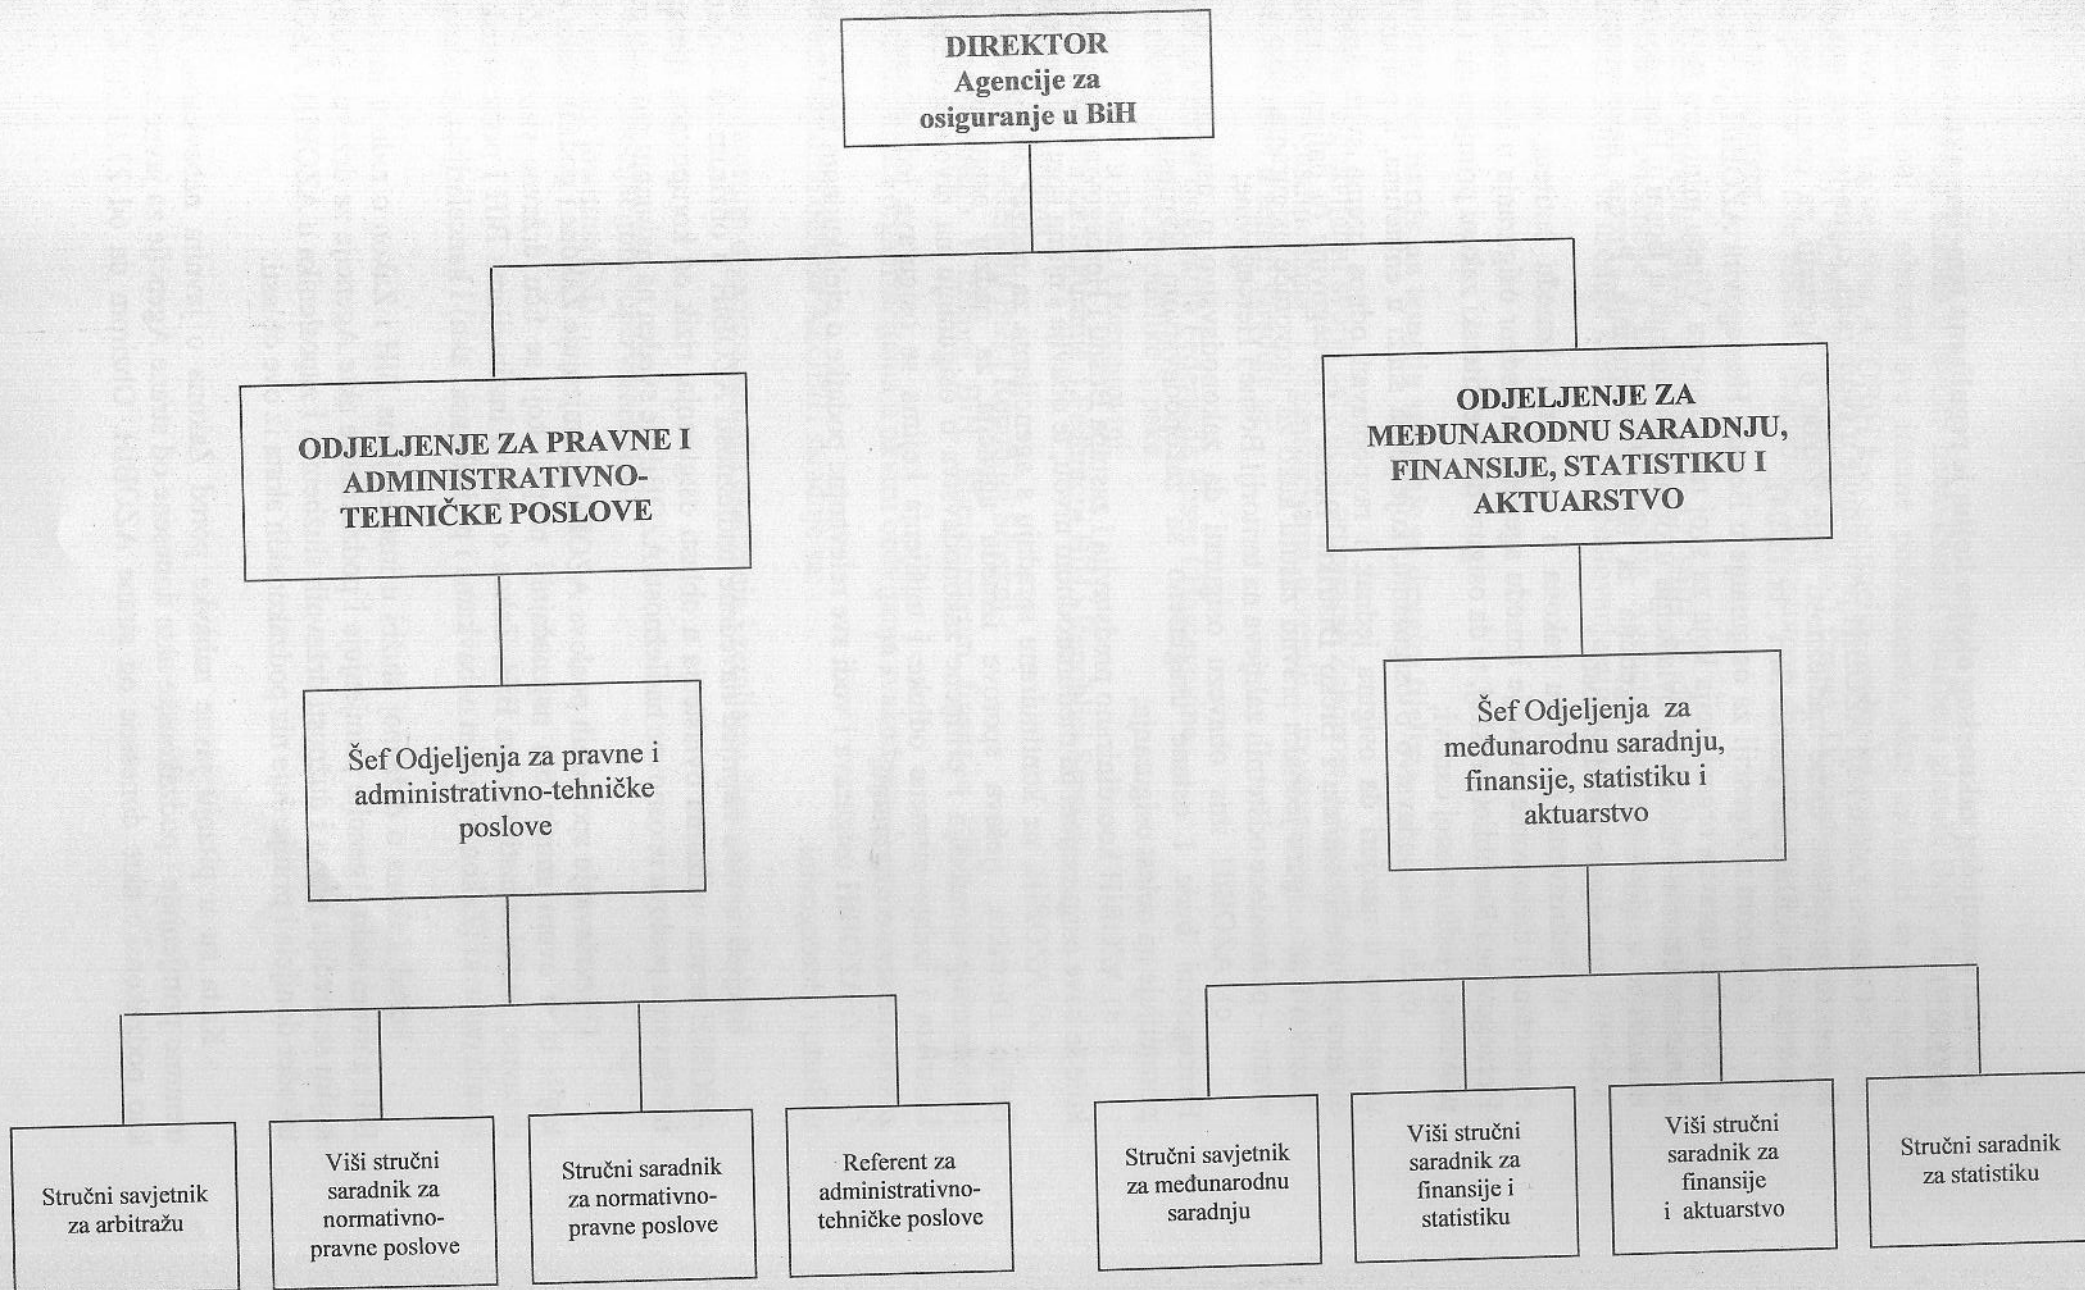 DIREKTOR
Agencije za
osiguranje u BiH
ODJELJENJE ZA PRAVNE I
ADMINISTRATIVNO-
TEHNIČKE POSLOVE
ODJELJENJE ZA
MEĐUNARODNU SARADNJU,
FINANSIJE, STATISTIKU I
AKTUARSTVO
Šef Odjeljenja za pravne i
administrativno-tehničke
poslove
Šef Odjeljenja za
međunarodnu saradnju,
finansije, statistiku i
aktuarstvo
Stručni savjetnik
za arbitražu
Viši stručni
saradnik za
normativno-
pravne poslove
Stručni saradnik
za normativno-
pravne poslove
Referent za
administrativno-
tehničke poslove
Stručni savjetnik
za međunarodnu
saradnju
Viši stručni
saradnik za
finansije i
statistiku
Viši stručni
saradnik za
finansije
i aktuarstvo
Stručni saradnik
za statistiku